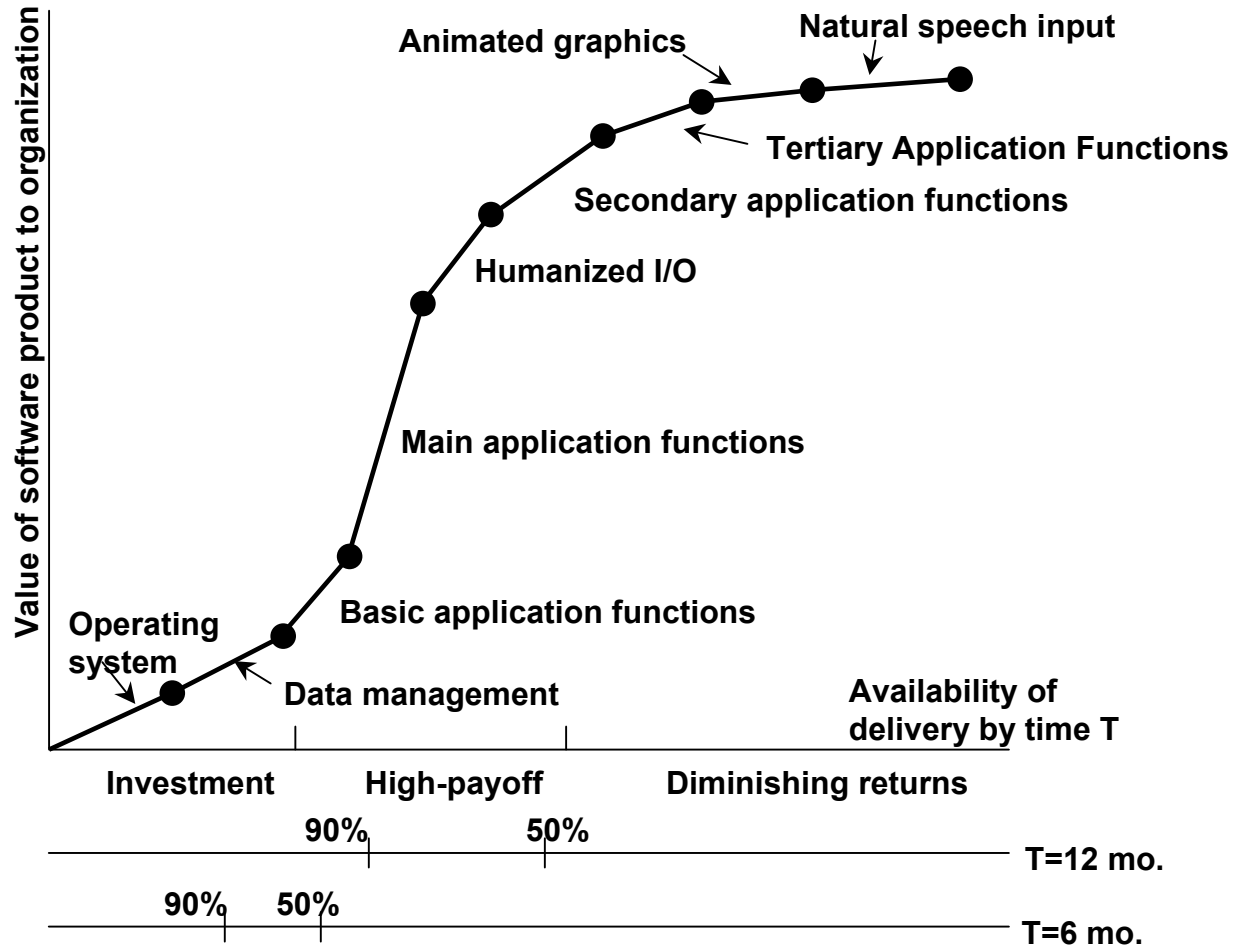 Value of software product to organization
Animated graphics
Natural speech input
Tertiary Application Functions
Secondary application functions
Humanized I/O
Main application functions
Basic application functions
Operating
system
Data management
Availability of
delivery by time T
Investment
High-payoff
Diminishing returns
90%
50%
T=12 mo.
90%
50%
T=6 mo.